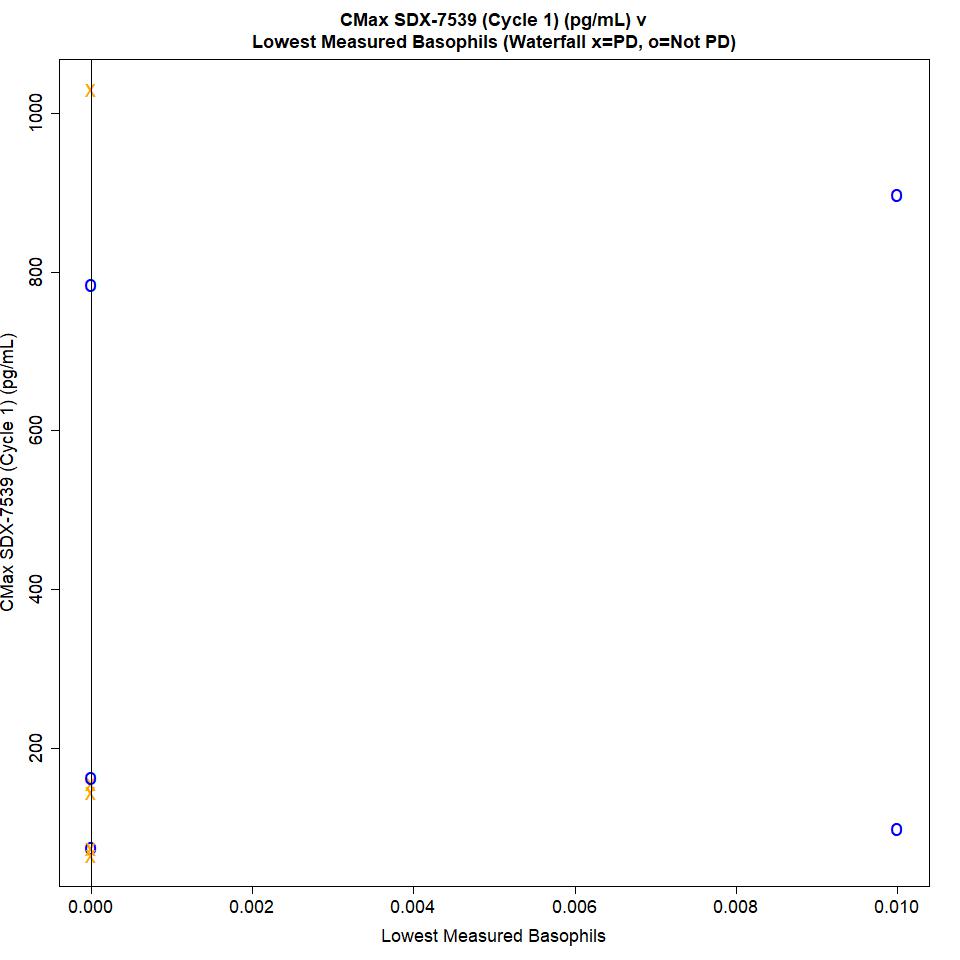 CMax SDX-7539 (Cycle 1) (pg/mL) v
Lowest Measured Basophils (Waterfall x=PD, o=Not PD)
CMax SDX-7539 (Cycle 1) (pg/mL)
1000
800
600
400
200
0.000 0.002 0.004 0.006 0.008 0.010
Lowest Measured Basophils